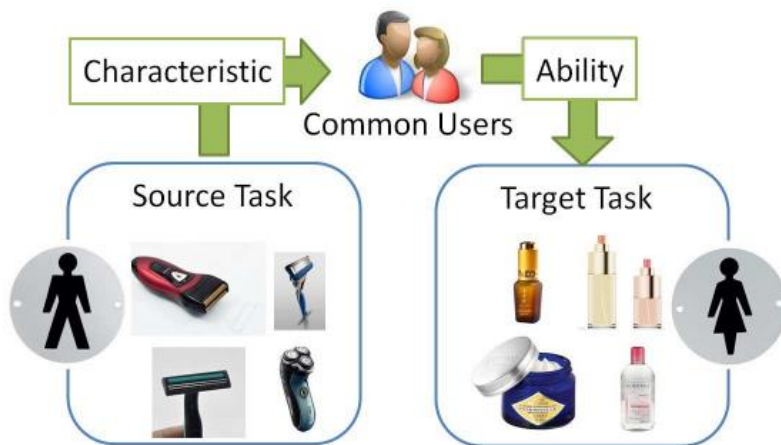 Characteristic
Ability
Common Users
Source Task
Target Task